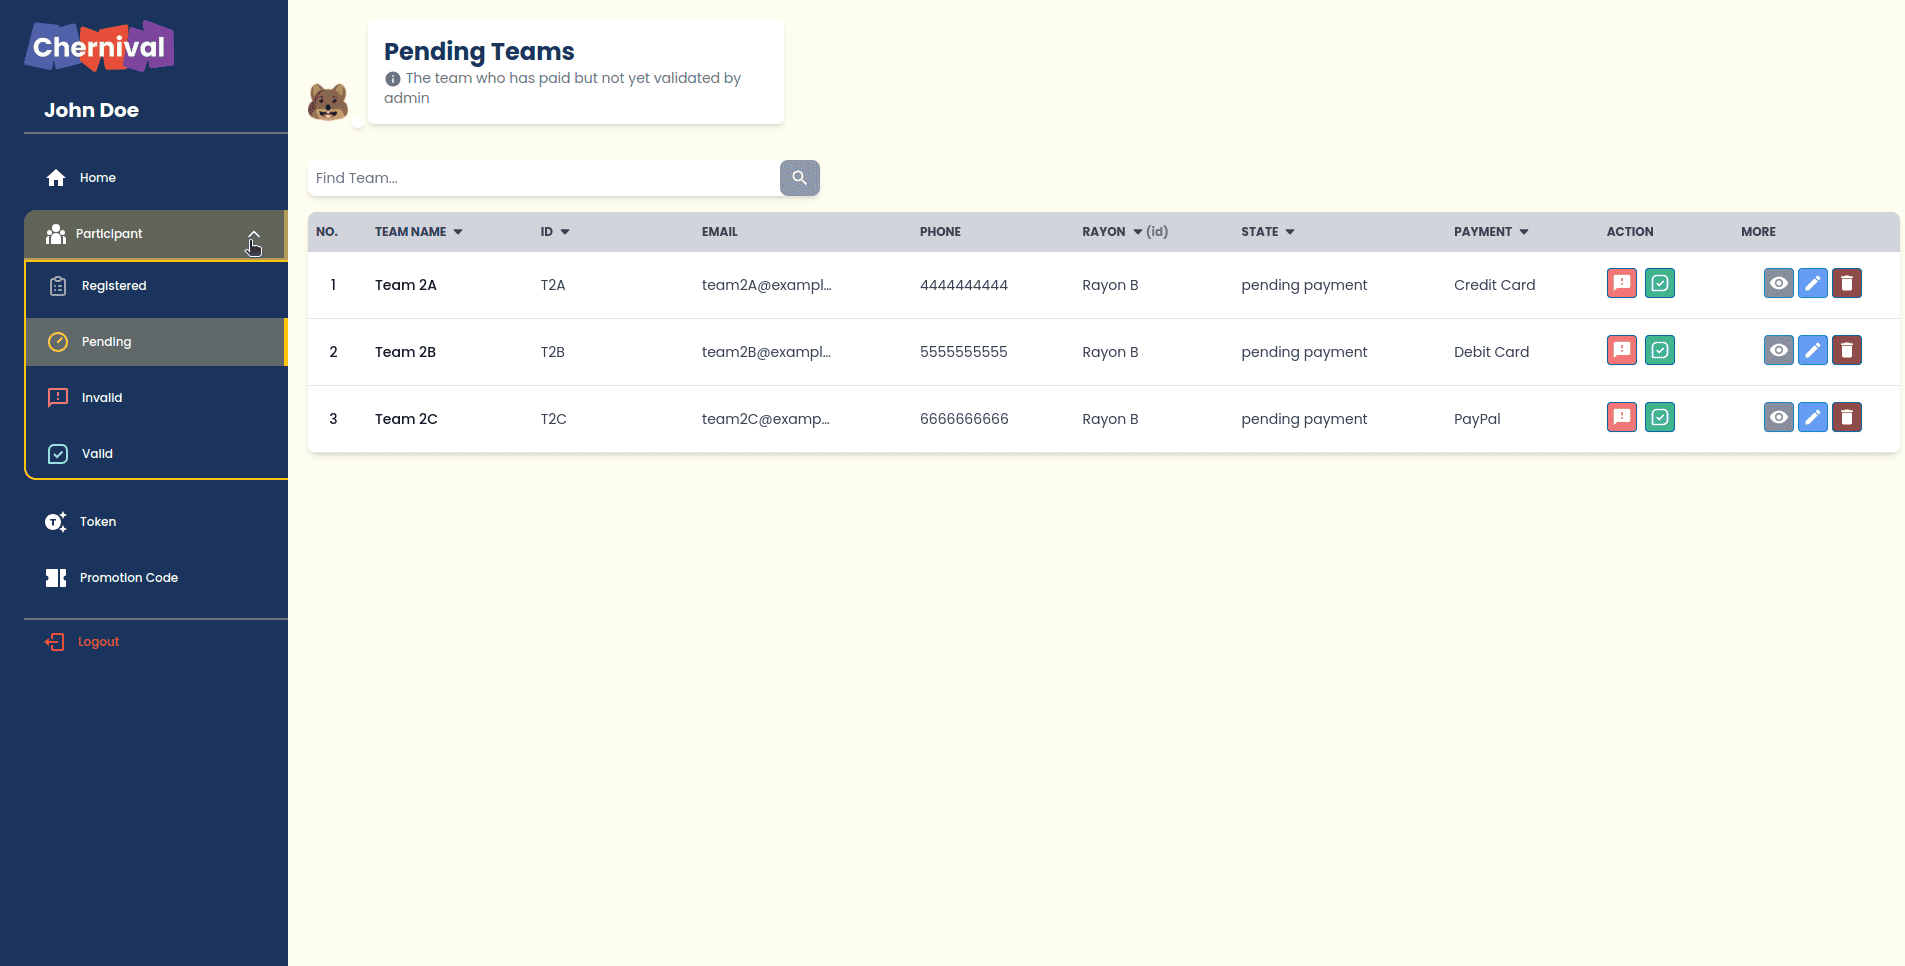 Chernival
John Doe
Home
Participant
Registered
Pending
Invalid
Valid
Token
Promotion Code
Logout
Pending Teams
The team who has paid but not yet validated by
admin
Find Team...
NO. TEAM NAME ID EMAIL PHONE RAYON (id) STATE PAYMENT ACTION MORE
1 Team 2A T2A team2A@exampl... 4444444444 Rayon B pending payment Credit Card
2 Team 2B T2B team2B@exampl... 5555555555 Rayon B pending payment Debit Card
3 Team 2C T2C team2C@examp... 6666666666 Rayon B pending payment PayPal